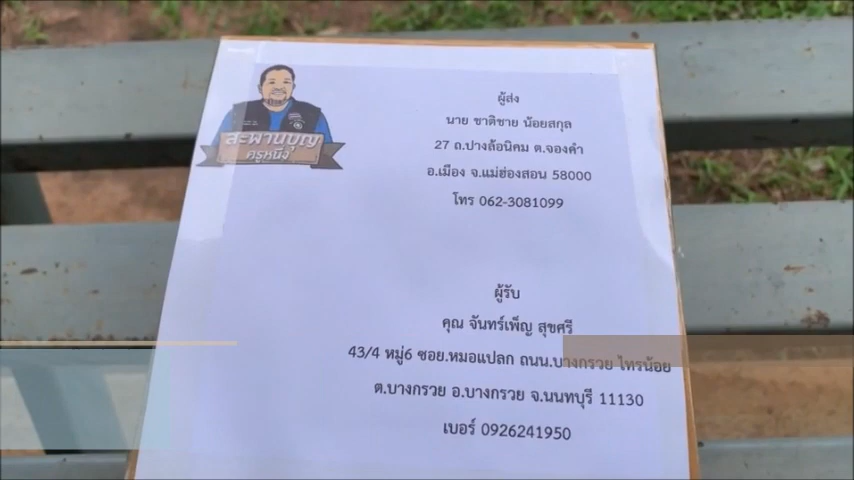 สะพานบุญ
ครูหนึ่ง
ผู้ส่ง
นาย ชาติชาย น้อยสกุล
27 ถ.ปางล้อนิคม ต.จองคำ
อ.เมือง จ.แม่ฮ่องสอน 58000
โทร 062-3081099
ผู้รับ
คุณ จันทร์เพ็ญ สุขศรี
43/4 หมู่6 ซอย.หมอแปลก ถนน.บางกรวย ไทรน้อย
ต.บางกรวย อ.บางกรวย จ.นนทบุรี 11130
เบอร์ 0926241950